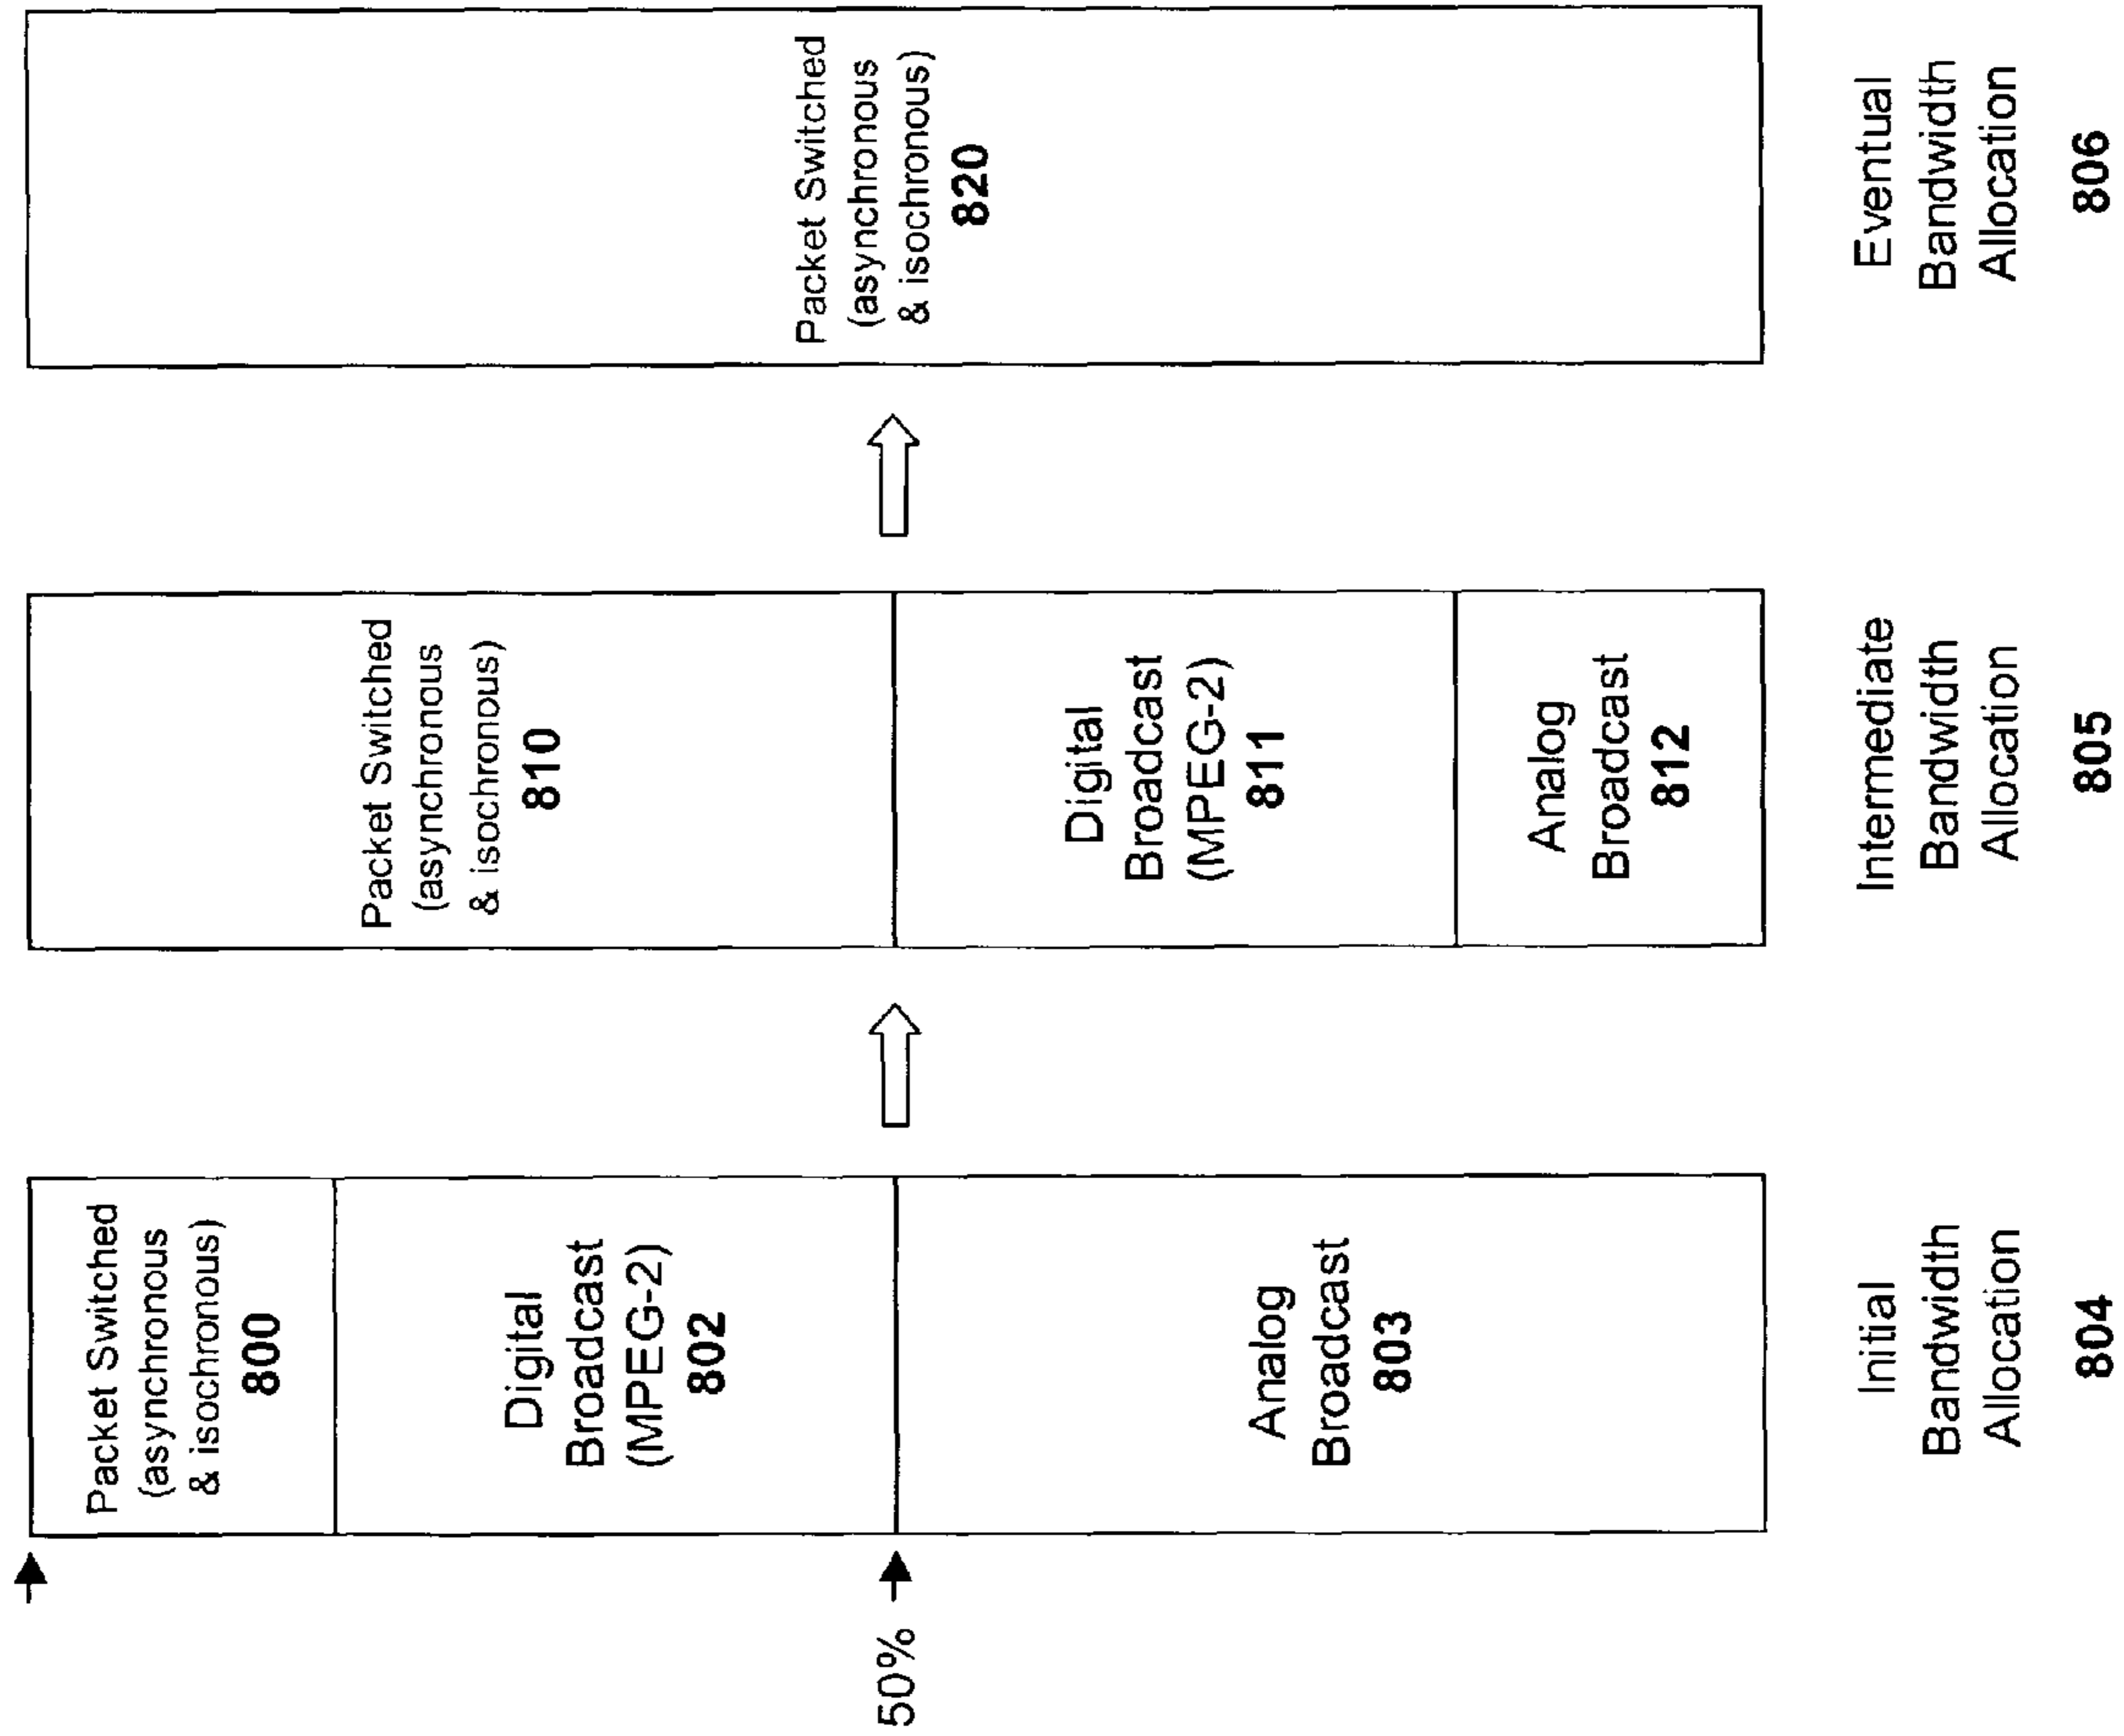 50%
Packet Switched
(asynchronous
& isochronous)
800
Digital
Broadcast
(MPEG-2)
802
Analog
Broadcast
803
Initial
Bandwidth
Allocation
804
Packet Switched
(asynchronous
& isochronous)
810
Digital
Broadcast
(MPEG-2)
811
Analog
Broadcast
812
Intermediate
Bandwidth
Allocation
805
Packet Switched
(asynchronous
& isochronous)
820
Eventual
Bandwidth
Allocation
806